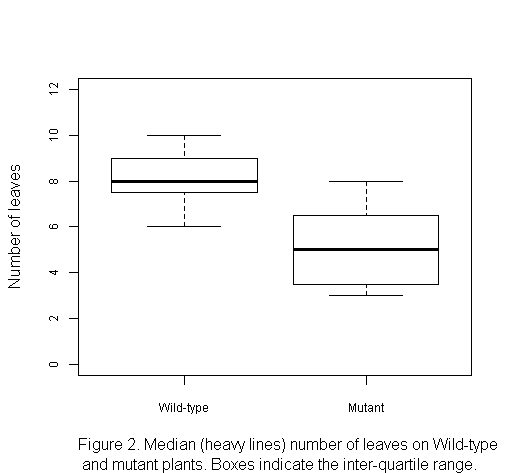 12
10
8
6
4
2
0
Number of leaves
Wild-type
Mutant
Figure 2. Median (heavy lines) number of leaves on Wild-type
and mutant plants. Boxes indicate the inter-quartile range.